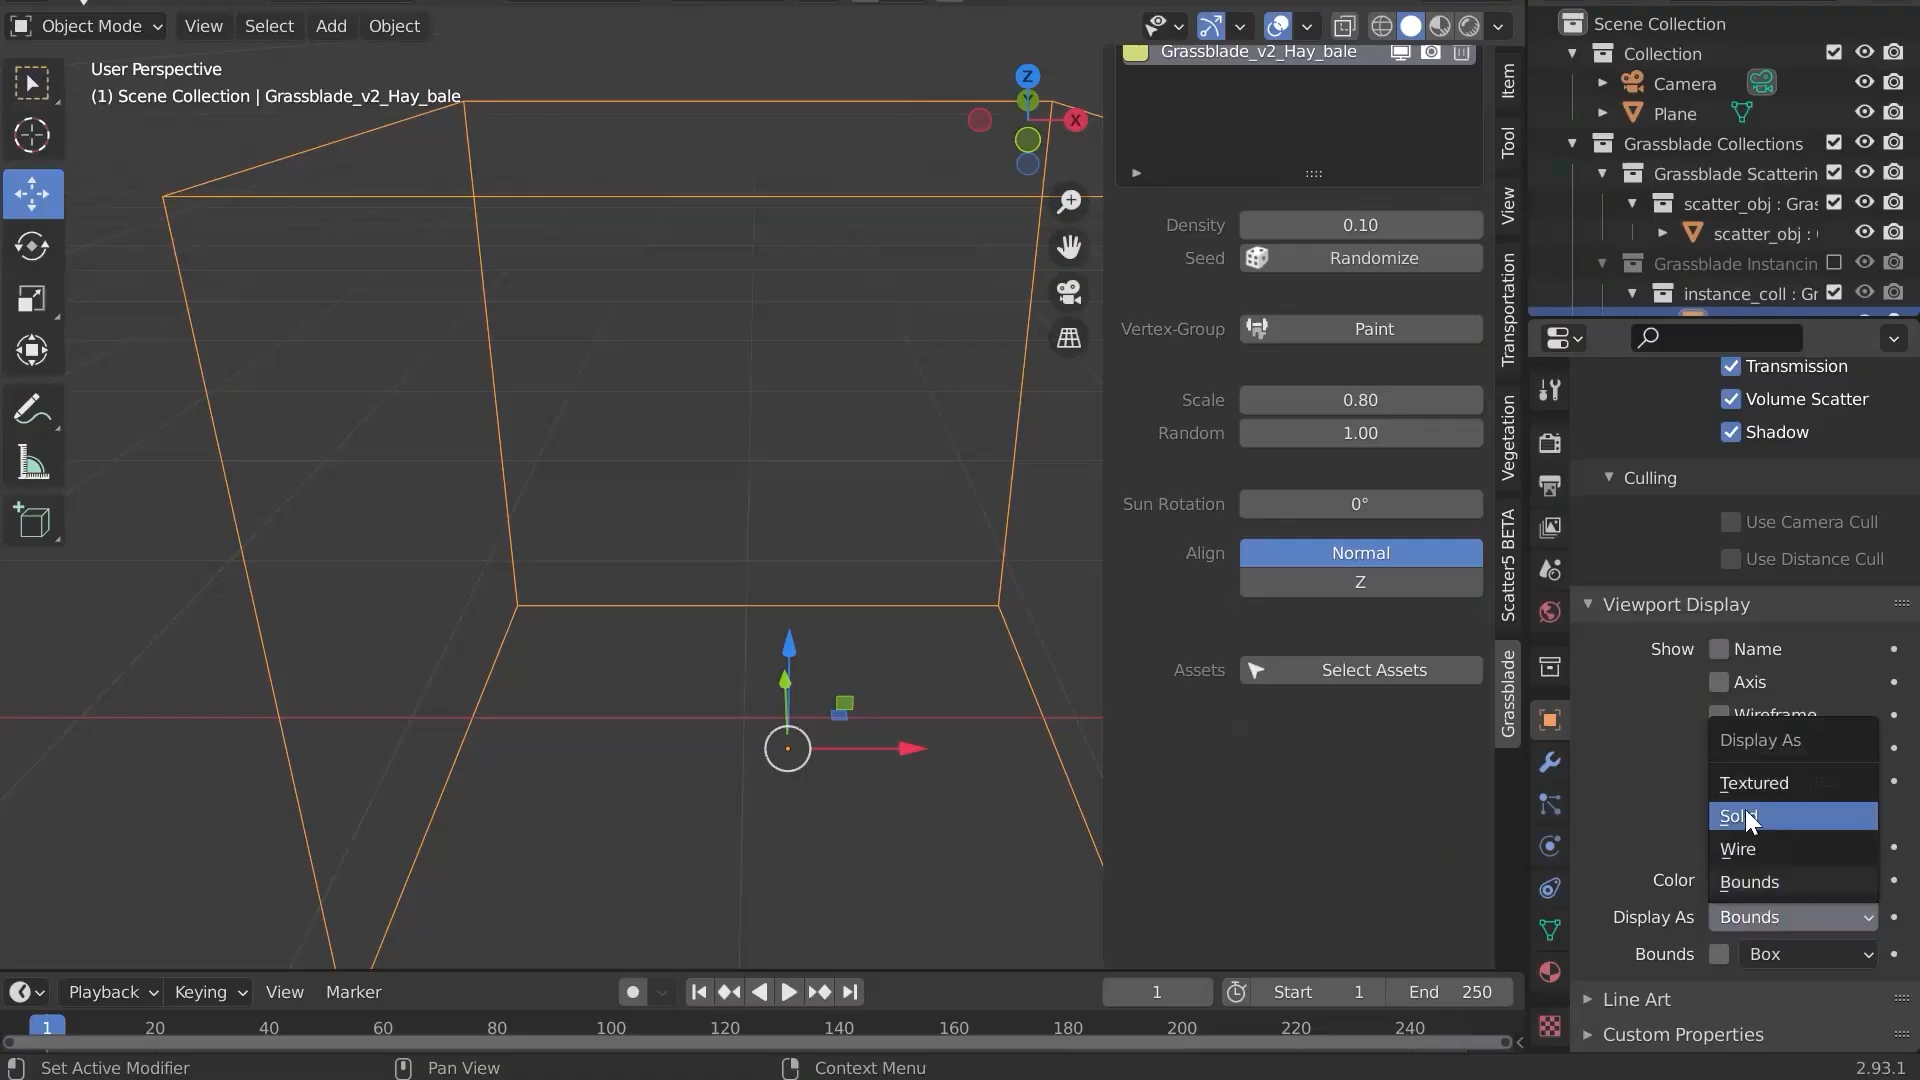 Object Mode View Select Add Object
User Perspective
(1) Scene Collection | Grassblade_v2_Hay_bale
Z
Y
X
Grassblade_v2_Hay_bale
Density 0.10
Seed Randomize
Vertex-Group Paint
Scale 0.80
Random 1.00
Sun Rotation 0°
Align Normal
Z
Assets Select Assets
Item
Tool
View
Transportation
Vegetation
Scatter5 BETA
Grassblade
Scene Collection
Collection
Camera
Plane
Grassblade Collections
Grassblade Scatterin
scatter_obj : Gras
scatter_obj :
Grassblade Instancin
instance_coll : Gr
Transmission
Volume Scatter
Shadow
Culling
Use Camera Cull
Use Distance Cull
Viewport Display
Show Name
Axis
Wireframe
Display As
Textured
Solid
Wire
Bounds
Color
Display As Bounds
Bounds Box
Line Art
Custom Properties
Playback Keying View Marker
1 Start 1 End 250
1 20 40 60 80 100 120 140 160 180 200 220 240
Set Active Modifier Pan View Context Menu 2.93.1